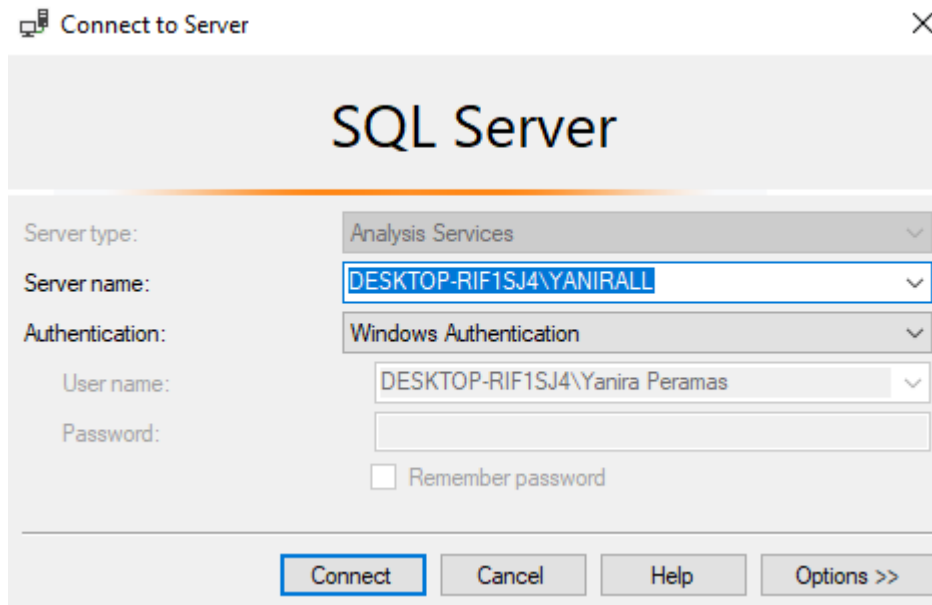 Connect to Server
SQL Server
Server type: Analysis Services
Server name: DESKTOP-RIF1SJ4\YANIRALL
Authentication: Windows Authentication
User name: DESKTOP-RIF1SJ4\Yanira Peramas
Password:
Remember password
Connect Cancel Help Options >>